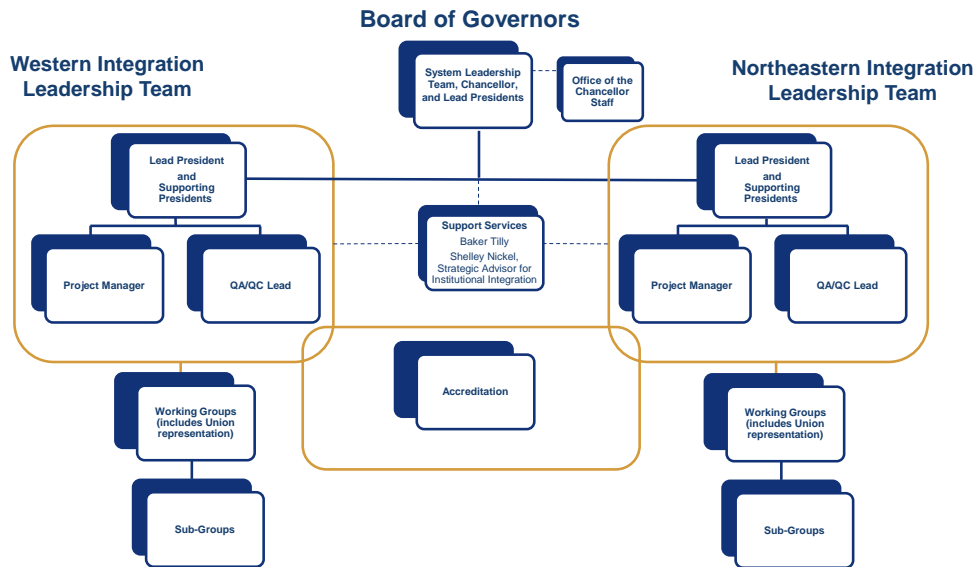 Board of Governors
Western Integration
Leadership Team
Northeastern Integration
Leadership Team
System Leadership
Team, Chancellor,
and Lead Presidents
Office of the
Chancellor
Staff
Lead President
and
Supporting
Presidents
Lead President
and
Supporting
Presidents
Support Services
Baker Tilly
Shelley Nickel,
Strategic Advisor for
Institutional Integration
Project Manager
QA/QC Lead
Project Manager
QA/QC Lead
Accreditation
Working Groups
(includes Union
representation)
Working Groups
(includes Union
representation)
Sub-Groups
Sub-Groups